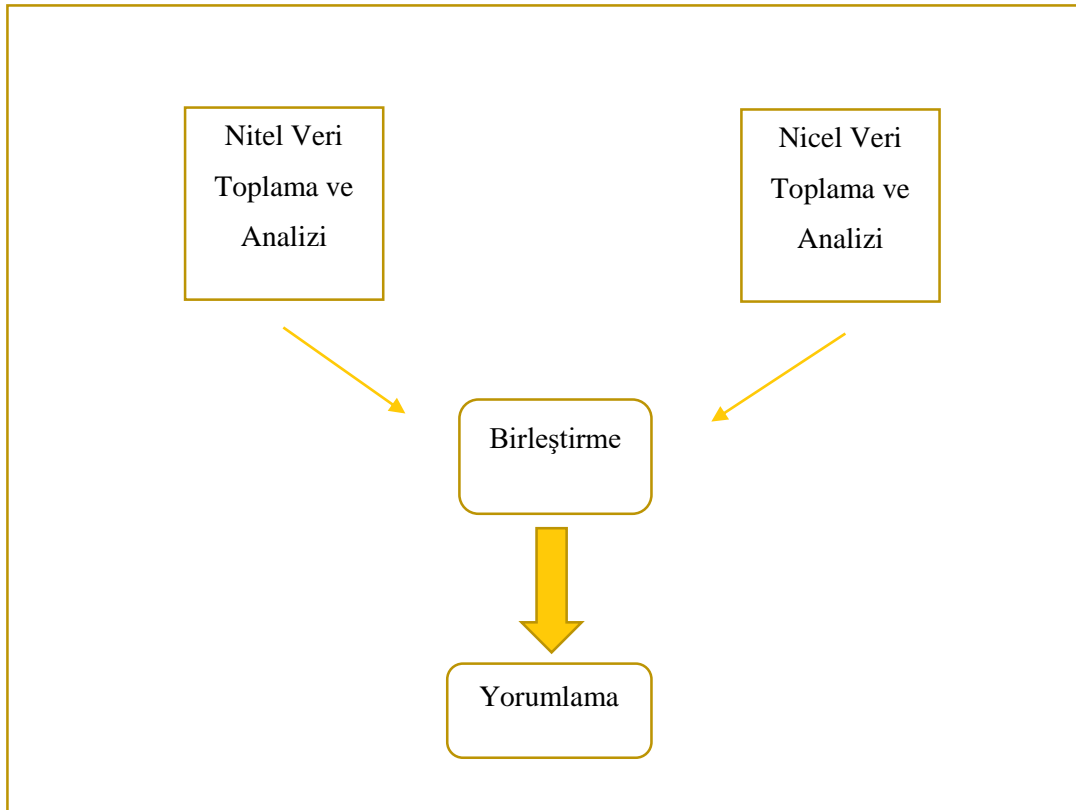 Nitel Veri
Toplama ve
Analizi
Nicel Veri
Toplama ve
Analizi
Birleştirme
Yorumlama